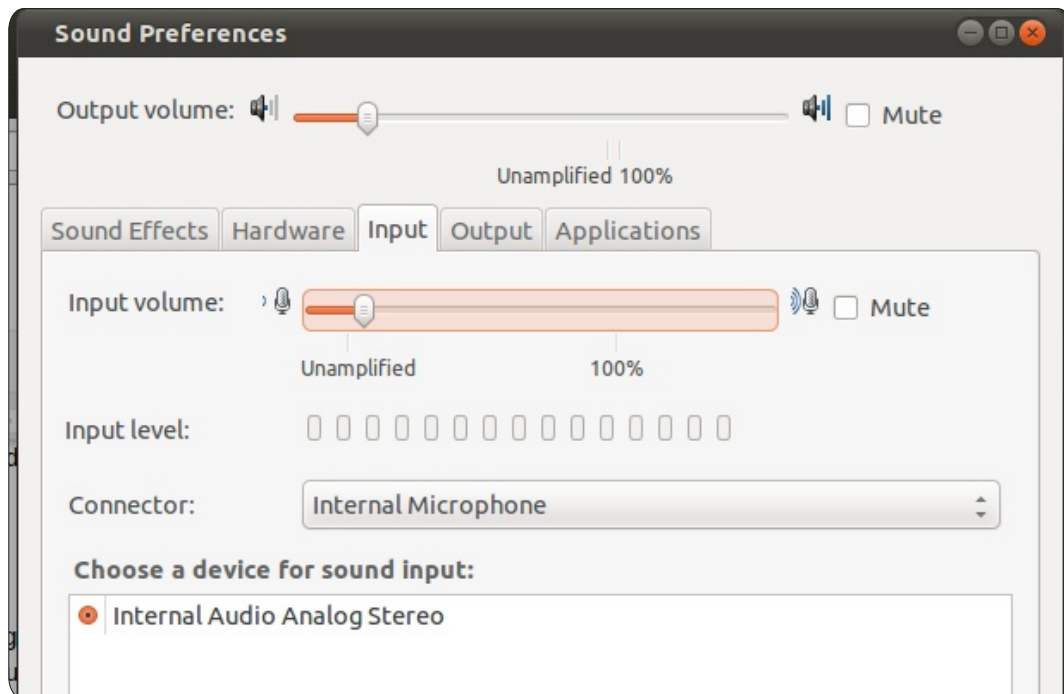 Sound Preferences
Output volume: Mute
Unamplified 100%
Sound Effects Hardware Input Output Applications
Input volume: Mute
Unamplified 100%
Input level:
Connector: Internal Microphone
Choose a device for sound input:
Internal Audio Analog Stereo